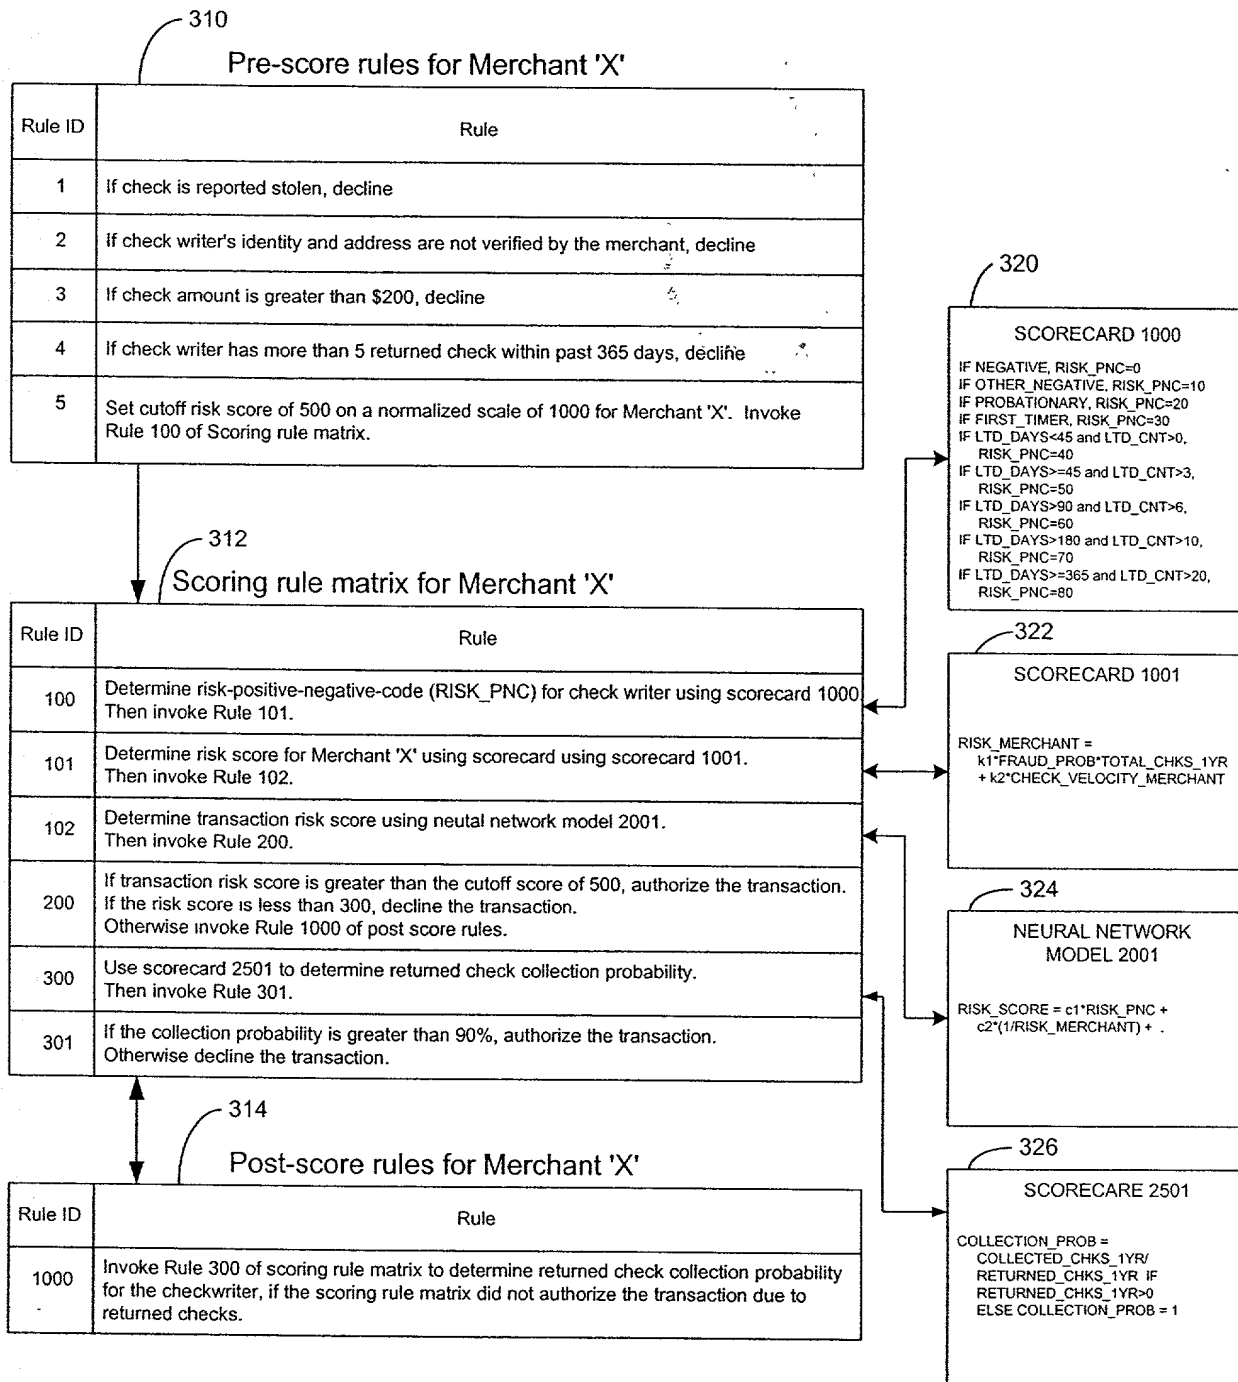 310
Pre-score rules for Merchant 'X'
Rule ID
Rule
1
If check is reported stolen, decline
2
If check writer's identity and address are not verified by the merchant, decline
3
If check amount is greater than $200, decline
4
If check writer has more than 5 returned check within past 365 days, decline
5
Set cutoff risk score of 500 on a normalized scale of 1000 for Merchant 'X'. Invoke
Rule 100 of Scoring rule matrix.
312
Scoring rule matrix for Merchant 'X'
Rule ID
Rule
100
Determine risk-positive-negative-code (RISK_PNC) for check writer using scorecard 1000
Then invoke Rule 101.
101
Determine risk score for Merchant 'X' using scorecard using scorecard 1001.
Then invoke Rule 102.
102
Determine transaction risk score using neutal network model 2001.
Then invoke Rule 200.
200
If transaction risk score is greater than the cutoff score of 500, authorize the transaction.
If the risk score is less than 300, decline the transaction.
Otherwise invoke Rule 1000 of post score rules.
300
Use scorecard 2501 to determine returned check collection probability.
Then invoke Rule 301.
301
If the collection probability is greater than 90%, authorize the transaction.
Otherwise decline the transaction.
314
Post-score rules for Merchant 'X'
Rule ID
Rule
1000
Invoke Rule 300 of scoring rule matrix to determine returned check collection probability
for the checkwriter, if the scoring rule matrix did not authorize the transaction due to
returned checks.
320
SCORECARD 1000
IF NEGATIVE, RISK_PNC=0
IF OTHER_NEGATIVE, RISK_PNC=10
IF PROBATIONARY, RISK_PNC=20
IF FIRST_TIMER, RISK_PNC=30
IF LTD_DAYS<45 and LTD_CNT>0,
RISK_PNC=40
IF LTD_DAYS>=45 and LTD_CNT>3,
RISK_PNC=50
IF LTD_DAYS>90 and LTD_CNT>6,
RISK_PNC=60
IF LTD_DAYS>180 and LTD_CNT>10,
RISK_PNC=70
IF LTD_DAYS>=365 and LTD_CNT>20,
RISK_PNC=80
322
SCORECARD 1001
RISK_MERCHANT =
k1*FRAUD_PROB*TOTAL_CHKS_1YR
+ k2*CHECK_VELOCITY_MERCHANT
324
NEURAL NETWORK
MODEL 2001
RISK_SCORE = c1*RISK_PNC +
c2*(1/RISK_MERCHANT) + .
326
SCORECARE 2501
COLLECTION_PROB =
COLLECTED_CHKS_1YR/
RETURNED_CHKS_1YR IF
RETURNED_CHKS_1YR>0
ELSE COLLECTION_PROB = 1